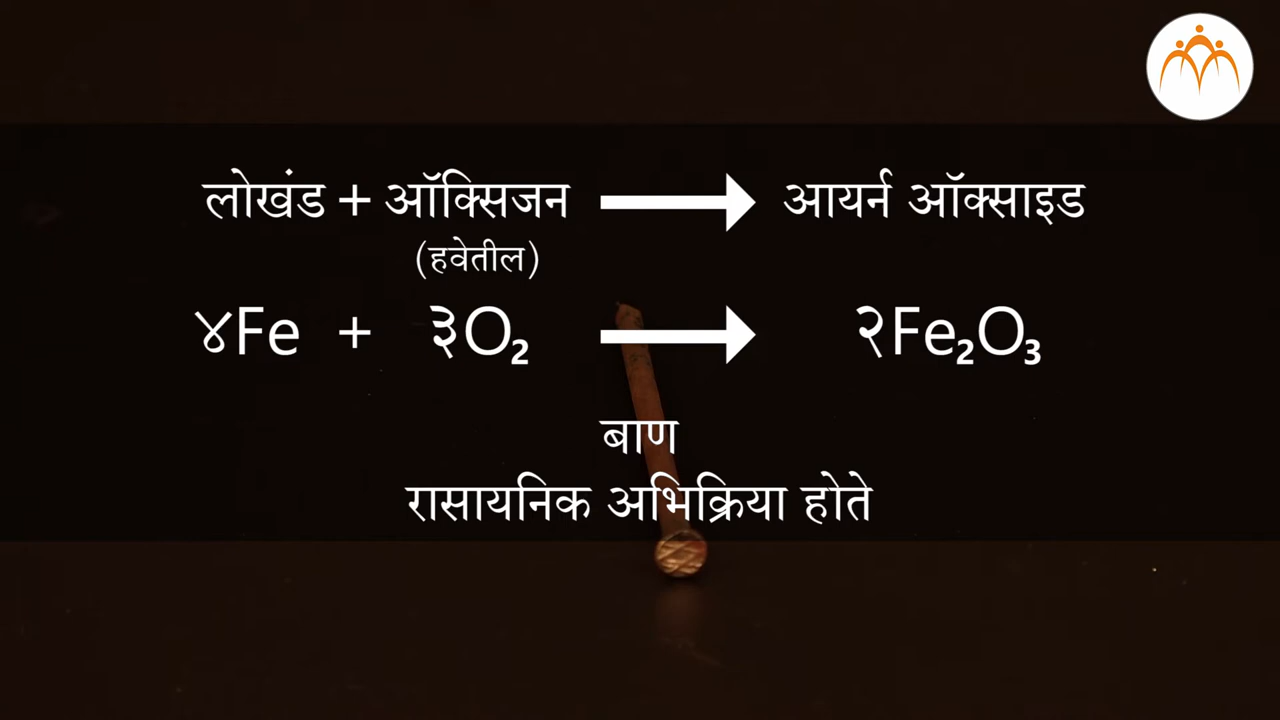 लोखंड + ऑक्सिजन ⟶ आयर्न ऑक्साइड
(हवेतील)
४Fe + ३O₂ ⟶ २Fe₂O₃
बाण
रासायनिक अभिक्रिया होते